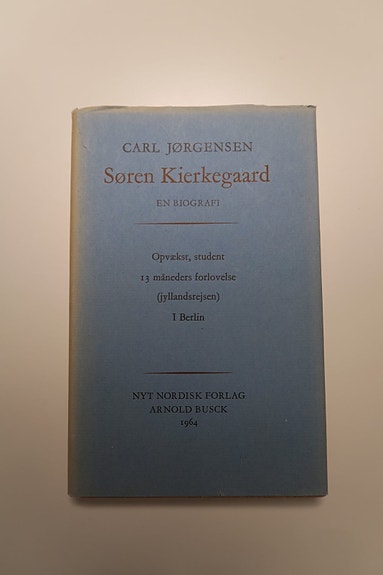 CARL JØRGENSEN
Søren Kierkegaard
EN BIOGRAFI
Opvækst, student
13 måneders forlovelse
(jyllandsrejsen)
I Berlin
NYT NORDISK FORLAG
ARNOLD BUSCK
1964